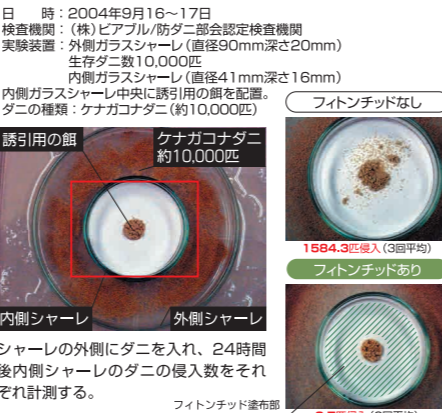 日　　時：2004年9月16〜17日
検査機関：（株）ビアブル/防ダニ部会認定検査機関
実験装置：外側ガラスシャーレ（直径90mm深さ20mm）
生存ダニ数10,000匹
内側ガラスシャーレ（直径41mm深さ16mm）
内側ガラスシャーレ中央に誘引用の餌を配置。
ダニの種類：ケナガコナダニ（約10,000匹）
誘引用の餌
ケナガコナダニ
約10,000匹
内側シャーレ
外側シャーレ
シャーレの外側にダニを入れ、24時間
後内側シャーレのダニの侵入数をそれ
ぞれ計測する。
フィトンチッドなし
1584.3匹侵入（3回平均）
フィトンチッドあり
フィトンチッド塗布部